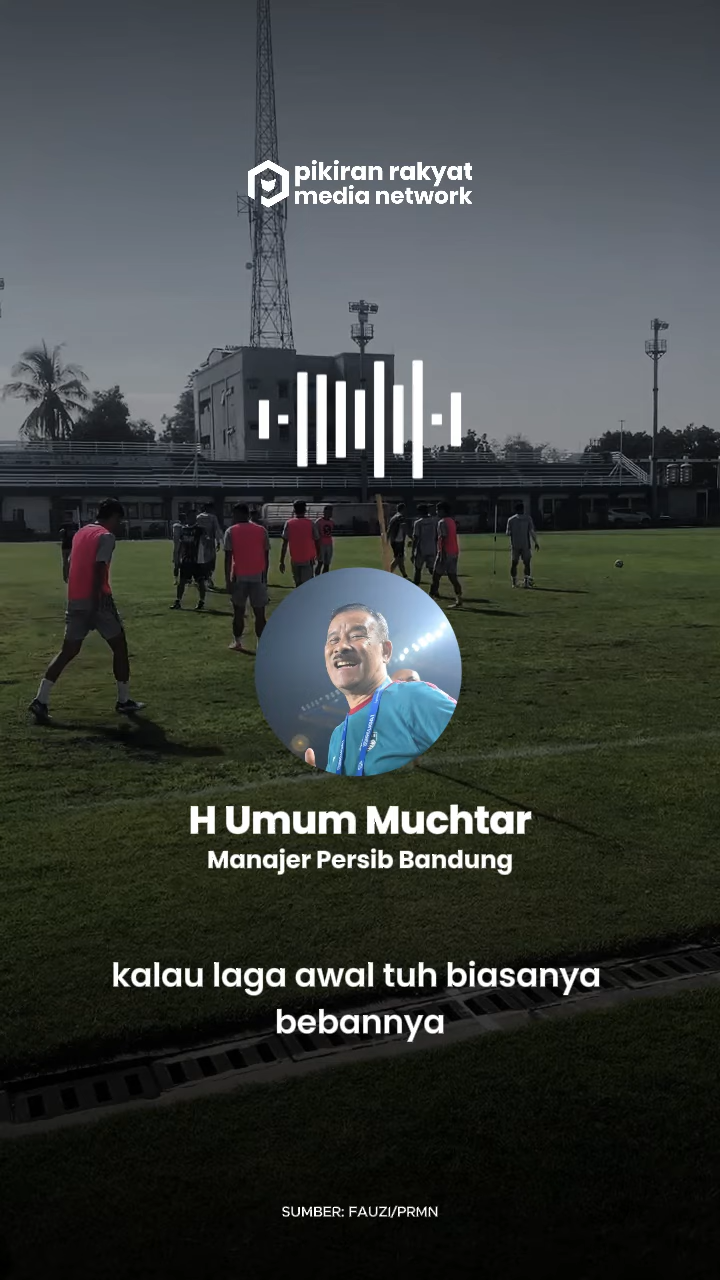 pikiran rakyat
media network
H Umum Muchtar
Manajer Persib Bandung
kalau laga awal tuh biasanya
bebannya
SUMBER: FAUZI/PRMN